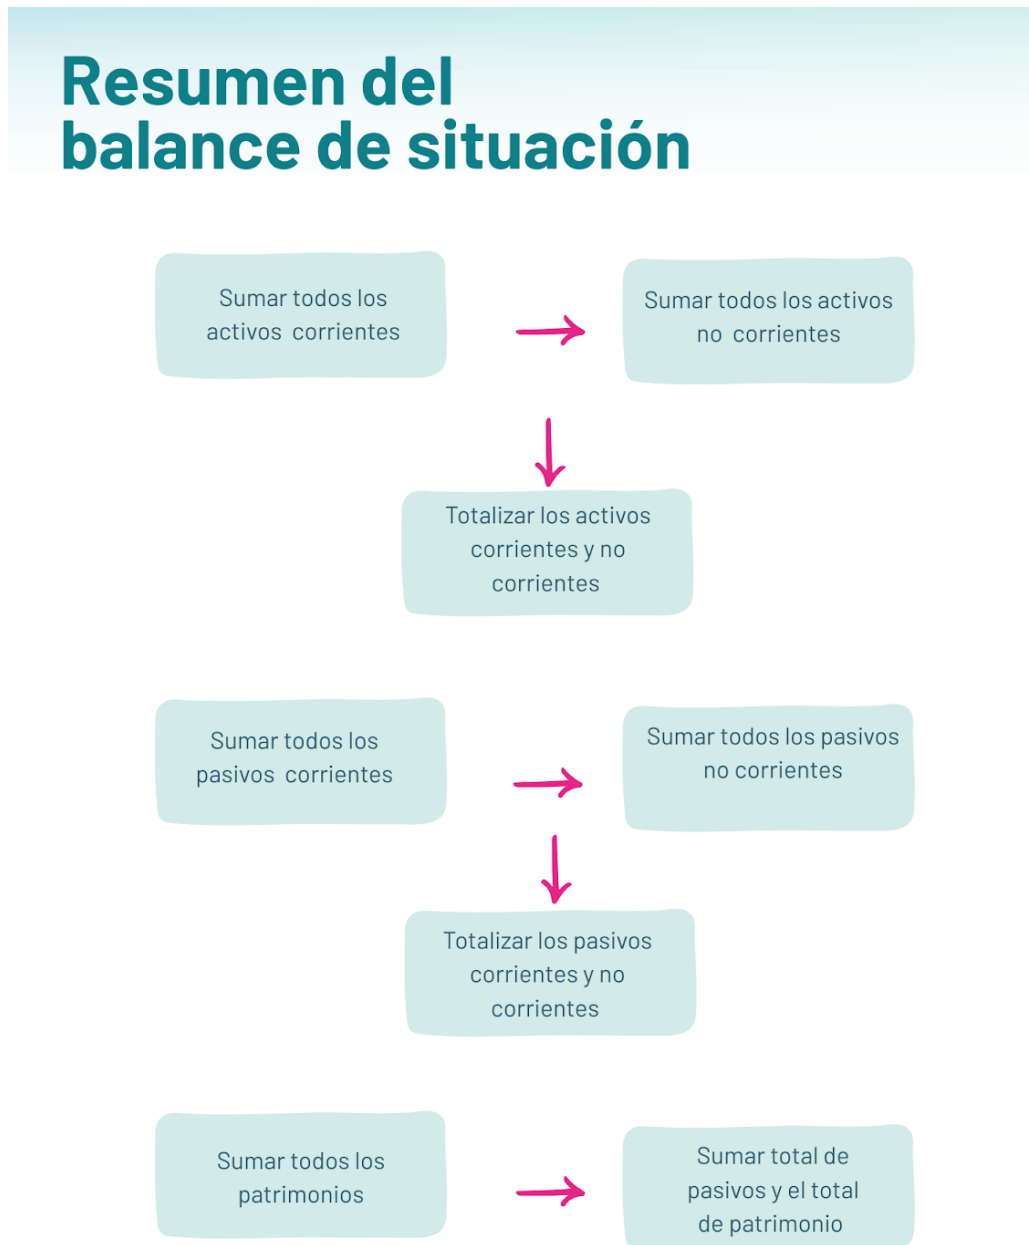 Resumen del
balance de situación
Sumar todos los
activos corrientes
Sumar todos los activos
no corrientes
Totalizar los activos
corrientes y no
corrientes
Sumar todos los
pasivos corrientes
Sumar todos los pasivos
no corrientes
Totalizar los pasivos
corrientes y no
corrientes
Sumar todos los
patrimonios
Sumar total de
pasivos y el total
de patrimonio